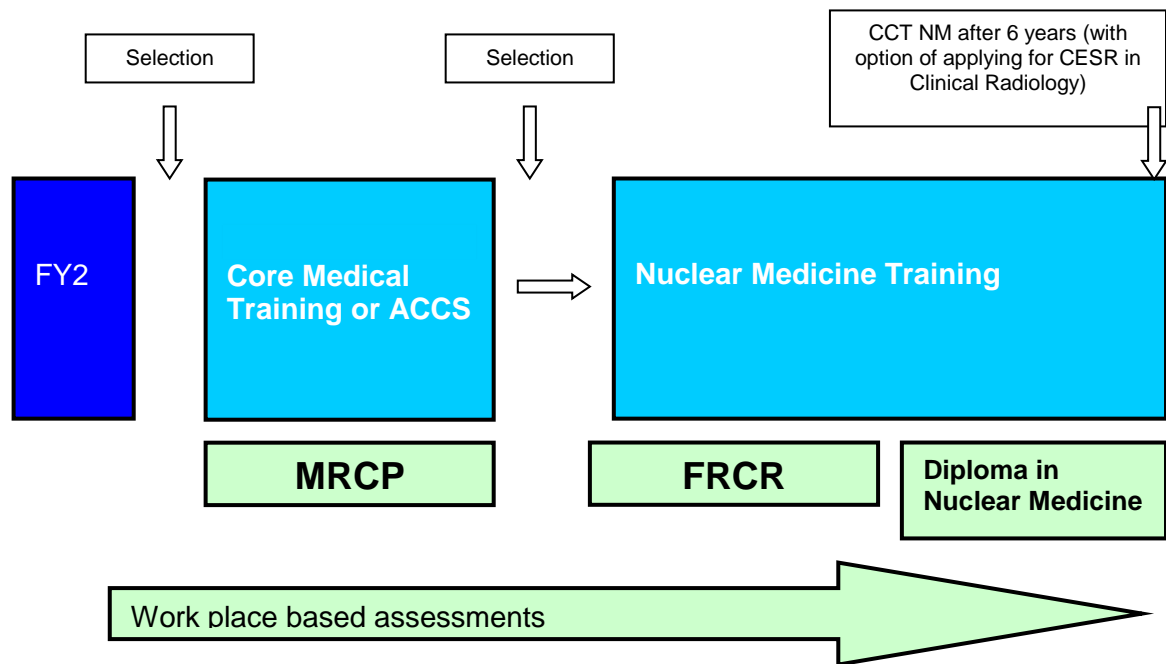 Selection
Selection
CCT NM after 6 years (with
option of applying for CESR in
Clinical Radiology)
FY2
Core Medical
Training or ACCS
Nuclear Medicine Training
MRCP
FRCR
Diploma in
Nuclear Medicine
Work place based assessments